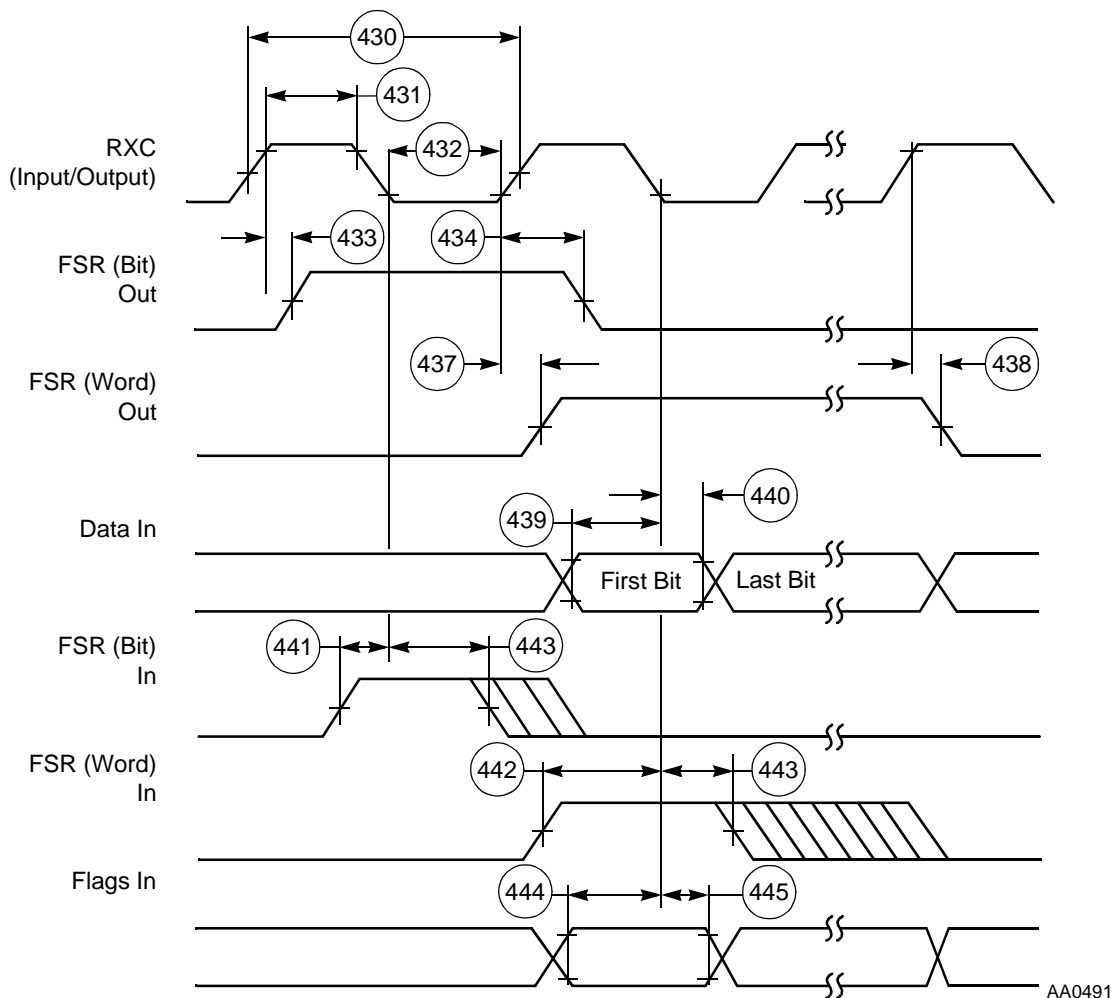 430
431
RXC
(Input/Output)
432
433
434
FSR (Bit)
Out
437
438
FSR (Word)
Out
439
440
Data In
First Bit
Last Bit
FSR (Bit)
In
441
443
FSR (Word)
In
442
443
Flags In
444
445
AA0491